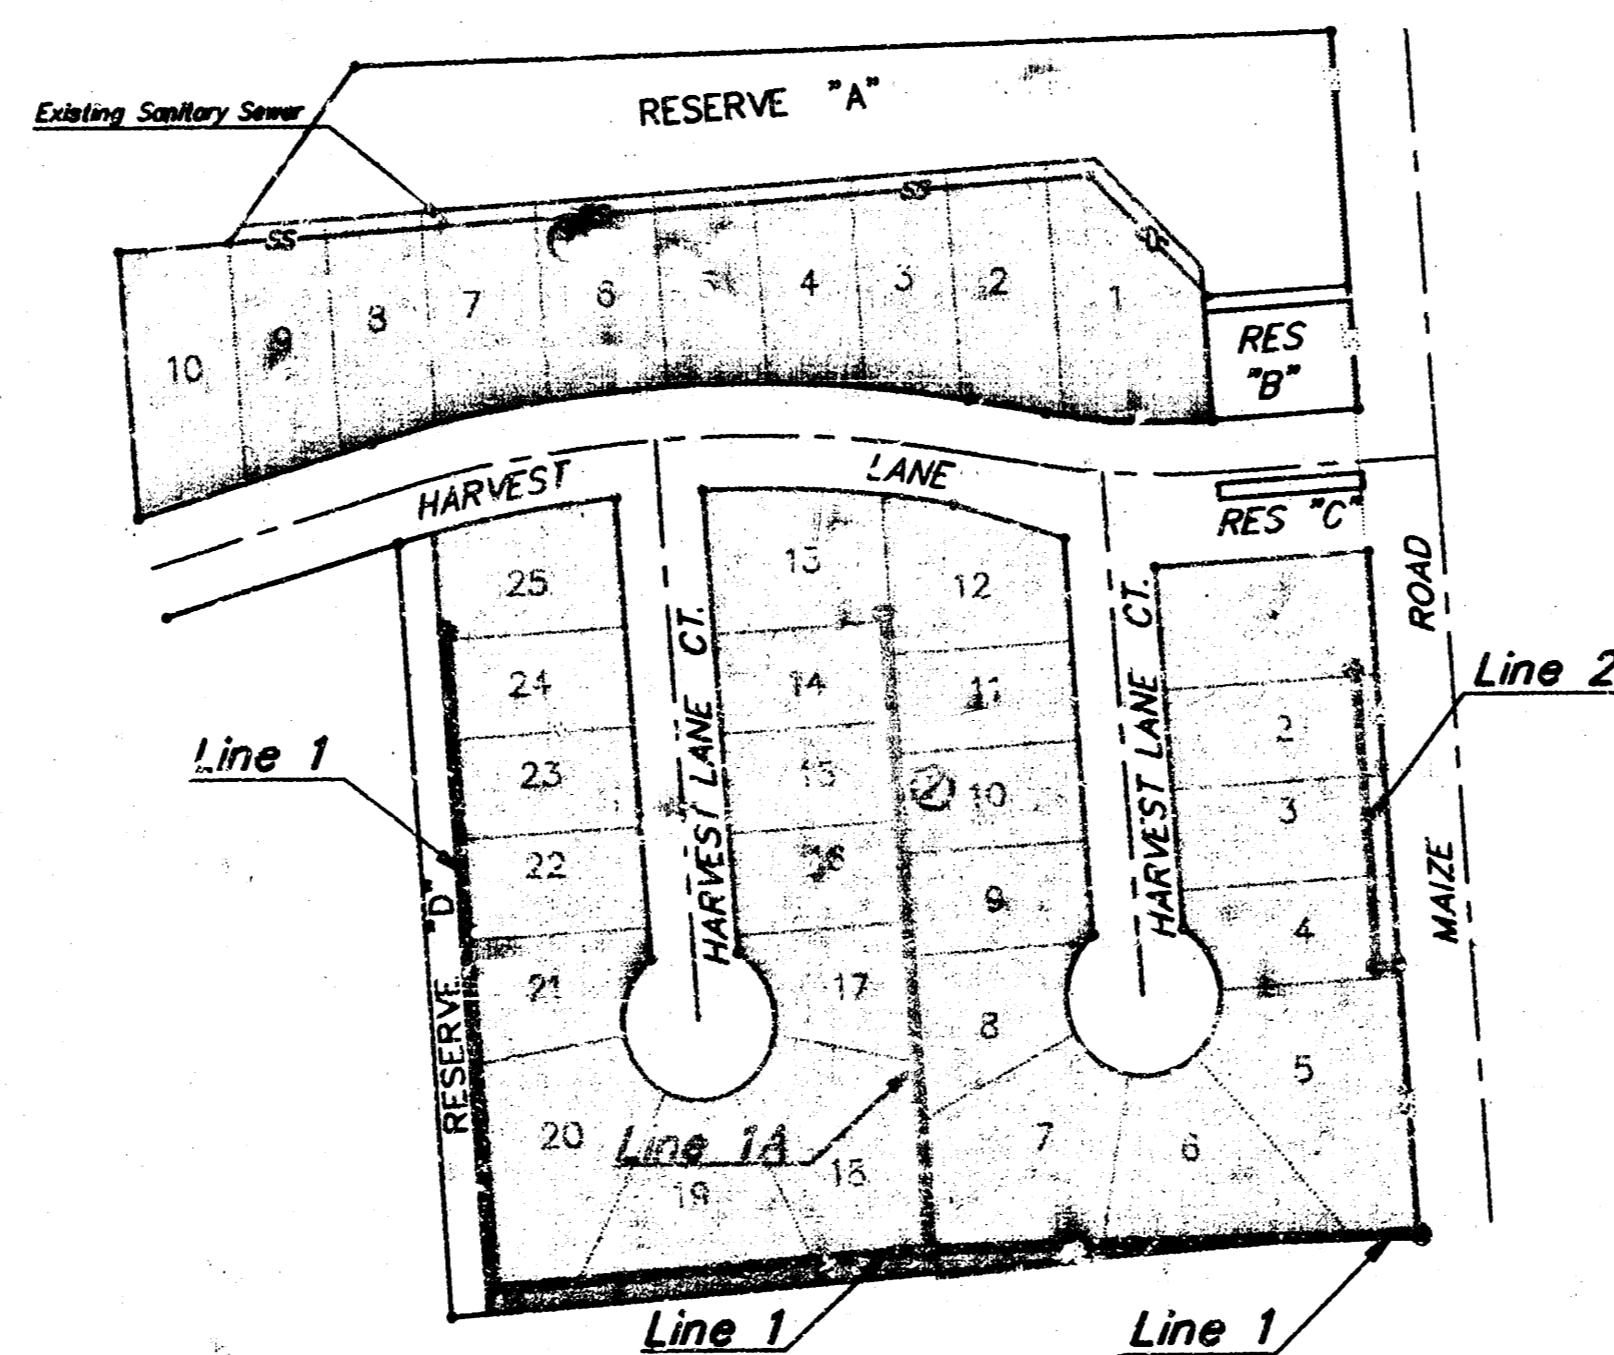 RESERVE "A"
Existing Sanitary Sewer
SS
SS
10
9
8
7
6
4
3
2
1
RES
"B"
HARVEST LANE
RES "C"
25
24
23
22
21
20
19
18
17
16
15
14
13
12
11
10
9
8
7
6
5
4
3
2
2
HARVEST LANE CT.
HARVEST LANE CT.
MAIZE ROAD
RESERVE "D"
Line 1
Line 2
Line 1A
Line 1
Line 1